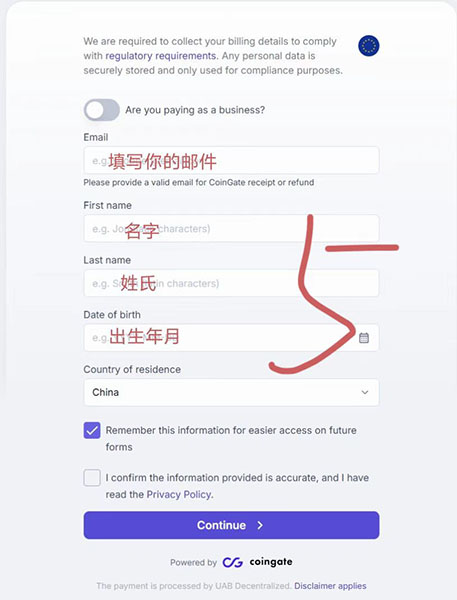 We are required to collect your billing details to comply
with regulatory requirements. Any personal data is
securely stored and only used for compliance purposes.
Are you paying as a business?
Email
e.g. 填写你的邮件
Please provide a valid email for CoinGate receipt or refund
First name
e.g. Jo 名字 characters)
Last name
e.g. S 姓氏 in characters)
Date of birth
e.g. 出生年月
5
Country of residence
China
Remember this information for easier access on future
forms
I confirm the information provided is accurate, and I have
read the Privacy Policy.
Continue
Powered by coingate
The payment is processed by UAB Decentralized. Disclaimer applies